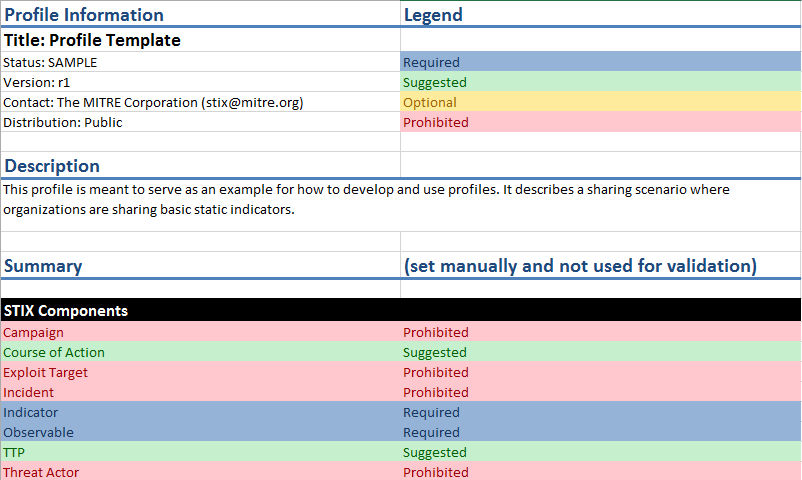 Profile Information Legend
Title: Profile Template
Status: SAMPLE Required
Version: r1 Suggested
Contact: The MITRE Corporation (stix@mitre.org) Optional
Distribution: Public Prohibited
Description
This profile is meant to serve as an example for how to develop and use profiles. It describes a sharing scenario where
organizations are sharing basic static indicators.
Summary (set manually and not used for validation)
STIX Components
Campaign Prohibited
Course of Action Suggested
Exploit Target Prohibited
Incident Prohibited
Indicator Required
Observable Required
TTP Suggested
Threat Actor Prohibited